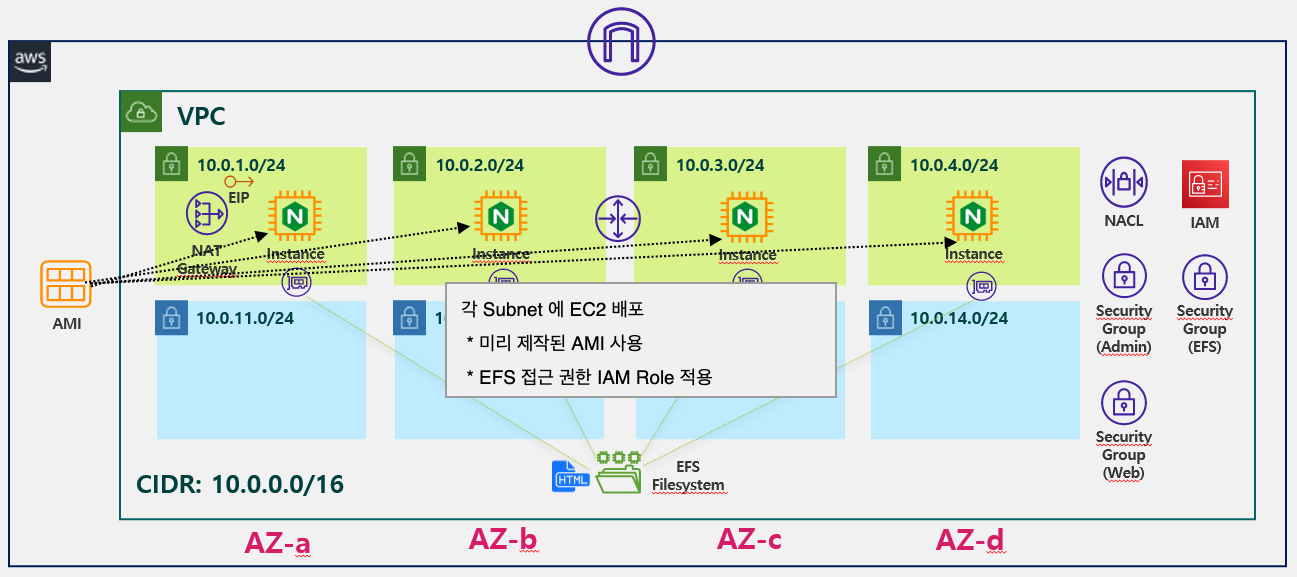 aws
VPC
10.0.1.0/24
10.0.2.0/24
10.0.3.0/24
10.0.4.0/24
EIP
NAT
Gateway
Instance
Instance
Instance
Instance
NACL
IAM
AMI
Security
Group
(Admin)
Security
Group
(EFS)
10.0.11.0/24
10.0.14.0/24
각 Subnet 에 EC2 배포
* 미리 제작된 AMI 사용
* EFS 접근 권한 IAM Role 적용
Security
Group
(Web)
HTML
EFS
Filesystem
CIDR: 10.0.0.0/16
AZ-a
AZ-b
AZ-c
AZ-d